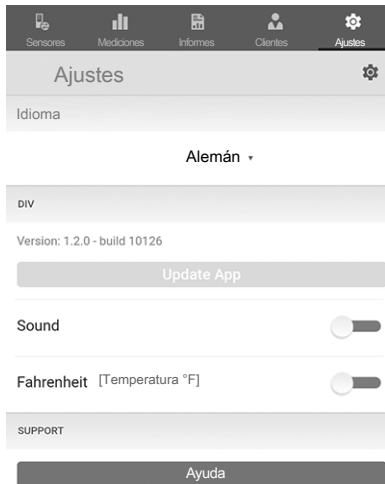 Sensores Mediciones Informes Clientes Ajustes
Ajustes
Idioma
Alemán
DIV
Version: 1.2.0 - build 10126
Update App
Sound
Fahrenheit [Temperatura °F]
SUPPORT
Ayuda